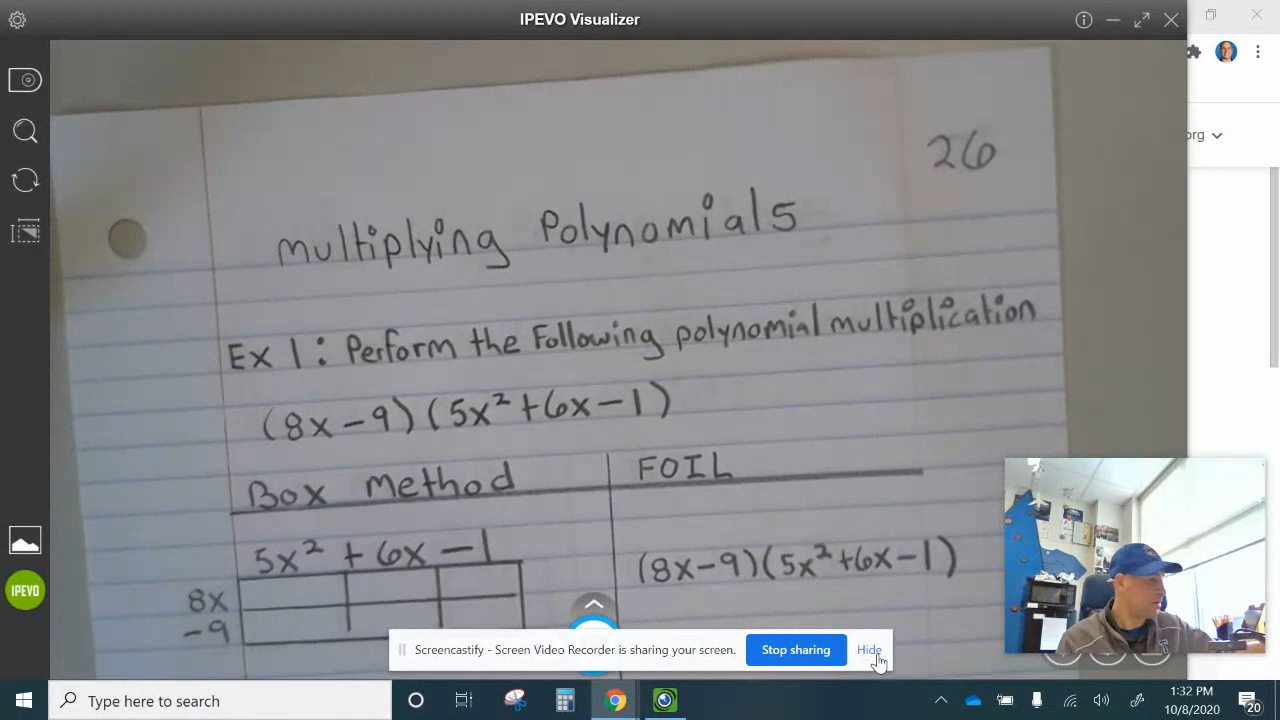 IPEVO Visualizer
org
26
multiplying Polynomials
Ex 1: Perform the Following polynomial multiplication
(8x-9)(5x²+6x-1)
Box Method
FOIL
5x² + 6x -1
8x
-9
(8x-9)(5x²+6x-1)
IPEVO
Screencastify - Screen Video Recorder is sharing your screen.
Stop sharing
Hide
Type here to search
1:32 PM
10/8/2020
20